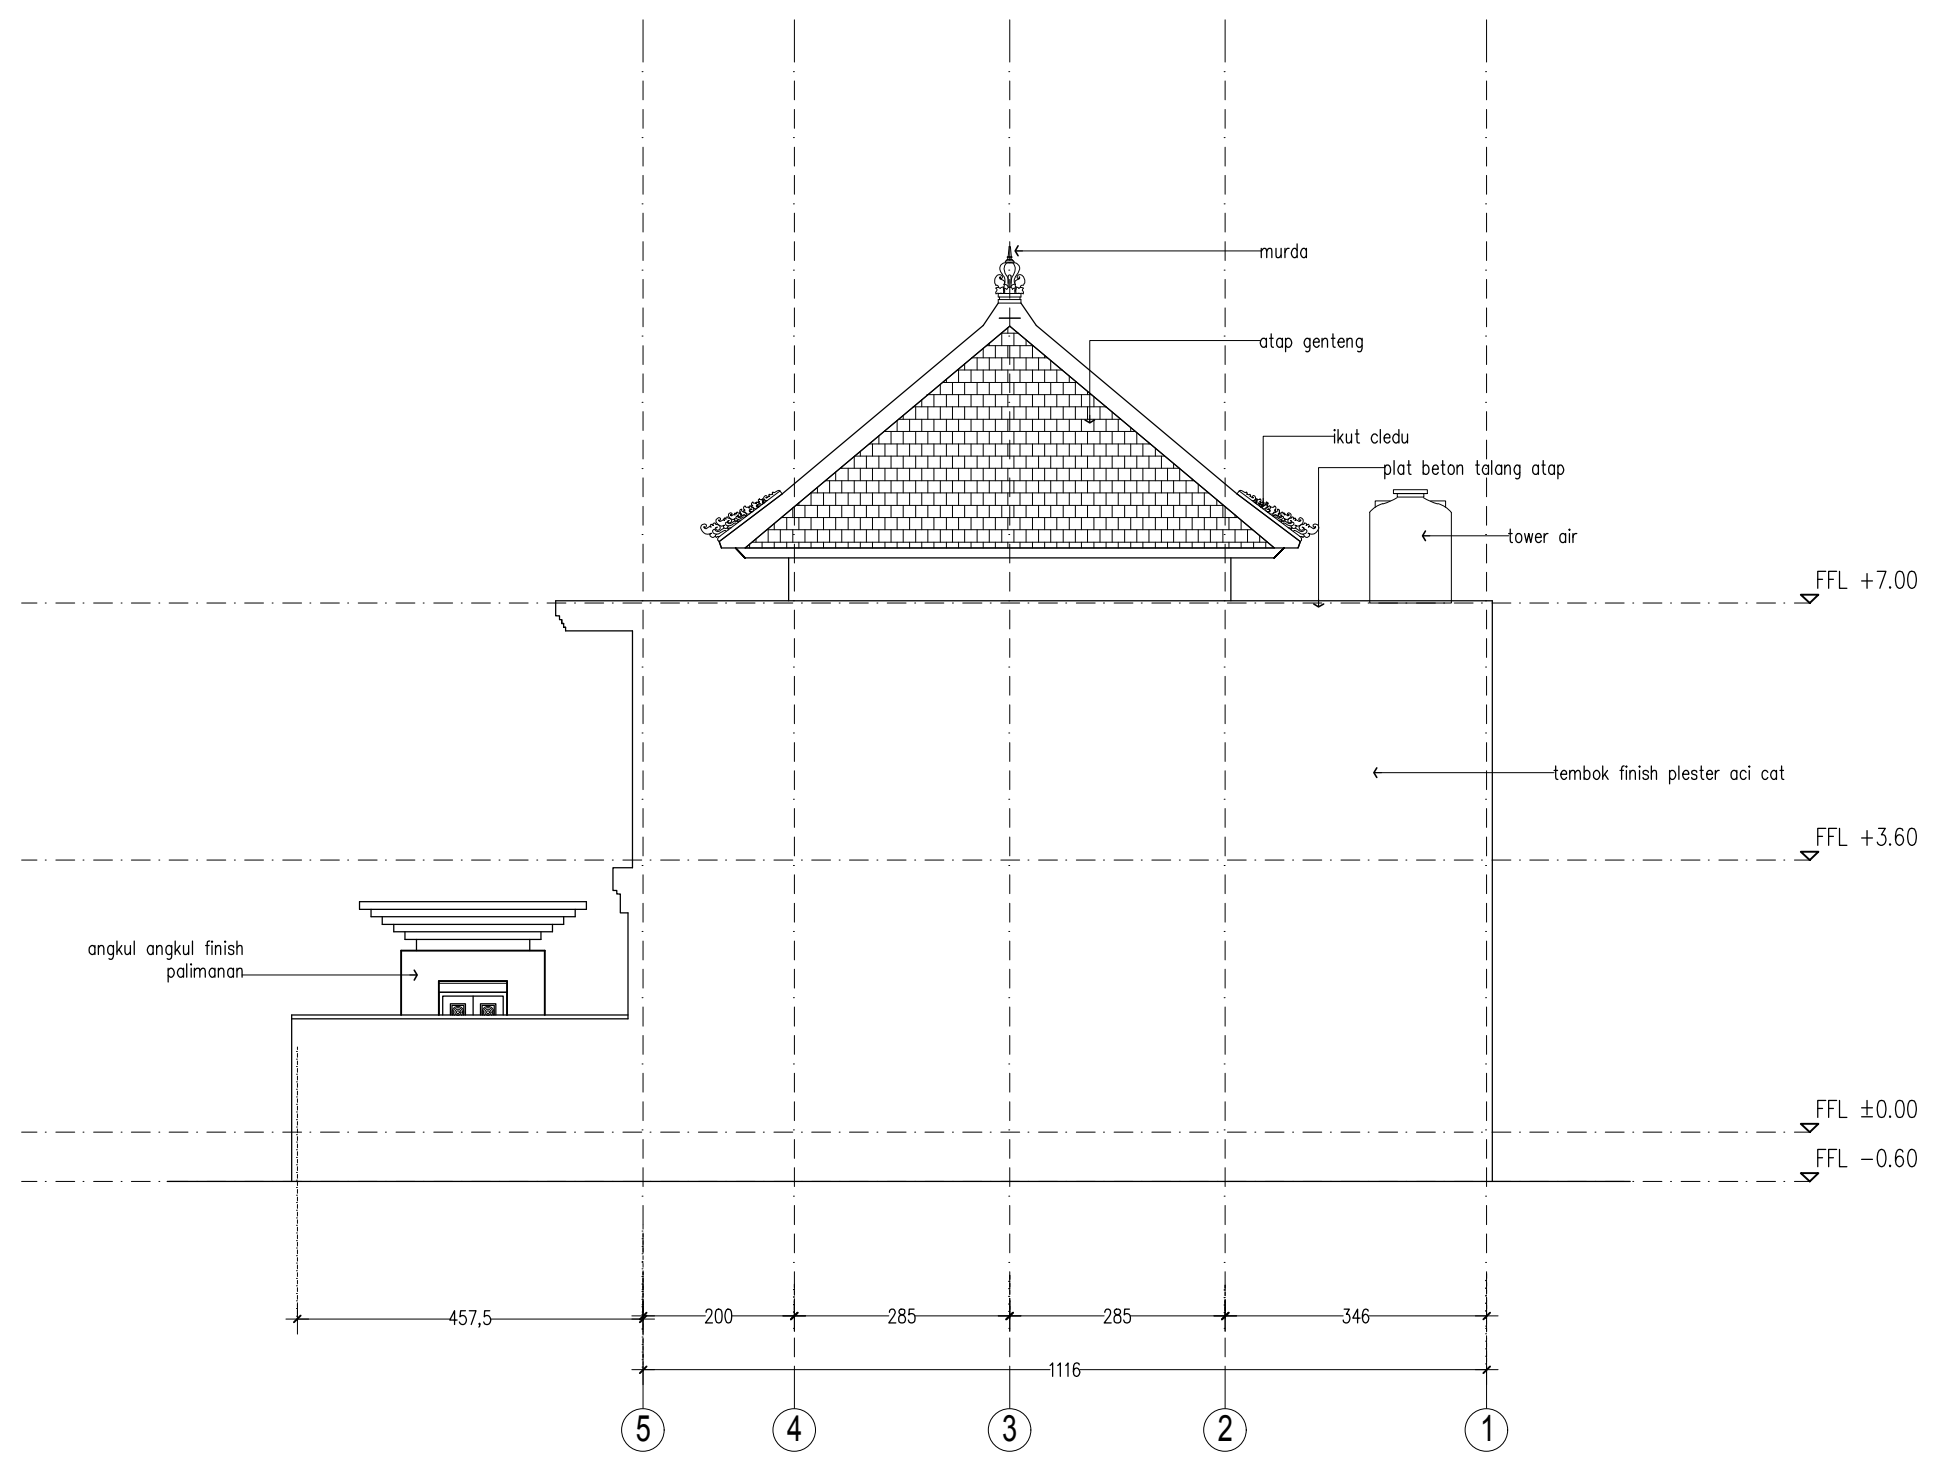 murda
atap genteng
ikut cledu
plat beton talang atap
tower air
FFL +7.00
tembok finish plester aci cat
FFL +3.60
angkul angkul finish
palimanan
FFL ±0.00
FFL -0.60
457,5
200
285
285
346
1116
5
4
3
2
1